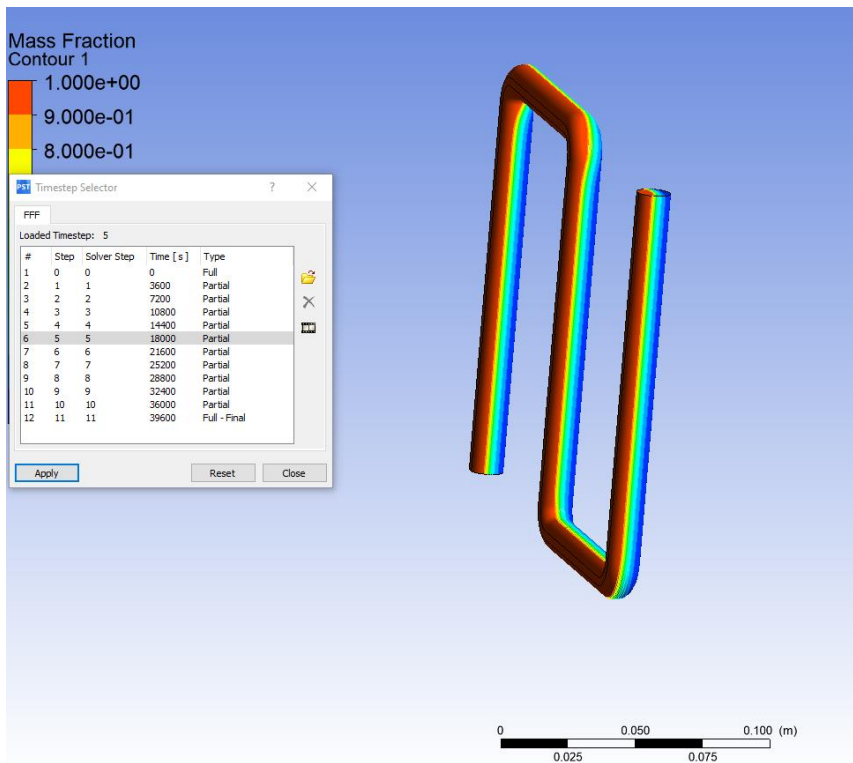 Mass Fraction
Contour 1
1.000e+00
9.000e-01
8.000e-01
PST Timestep Selector ? ×
FFF
Loaded Timestep: 5
# Step Solver Step Time [ s ] Type
1 0 0 0 Full
2 1 1 3600 Partial
3 2 2 7200 Partial
4 3 3 10800 Partial
5 4 4 14400 Partial
6 5 5 18000 Partial
7 6 6 21600 Partial
8 7 7 25200 Partial
9 8 8 28800 Partial
10 9 9 32400 Partial
11 10 10 36000 Partial
12 11 11 39600 Full - Final
Apply Reset Close
0 0.050 0.100 (m)
0.025 0.075